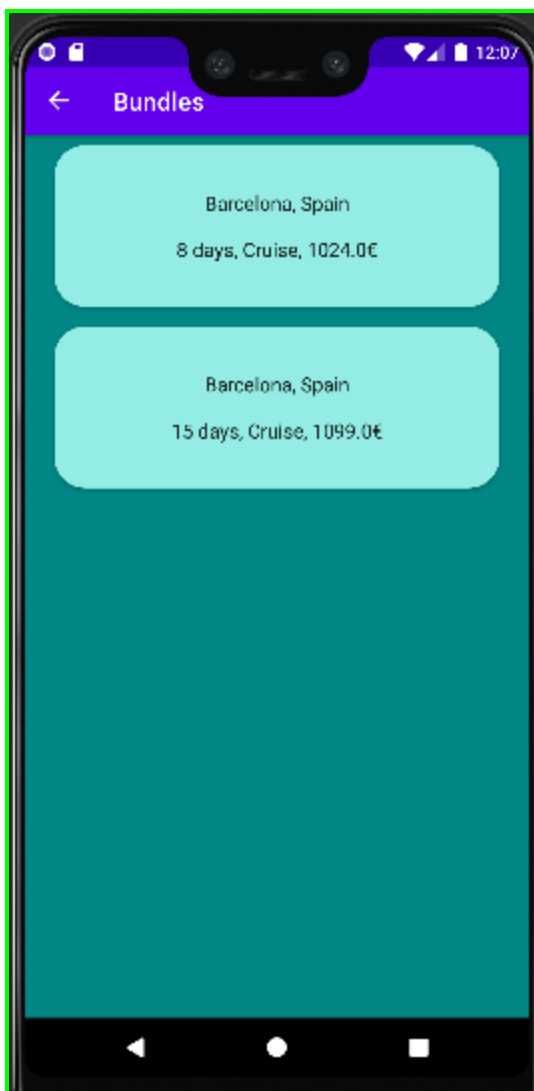 12:07
Bundles
Barcelona, Spain
8 days, Cruise, 1024.0€
Barcelona, Spain
15 days, Cruise, 1099.0€